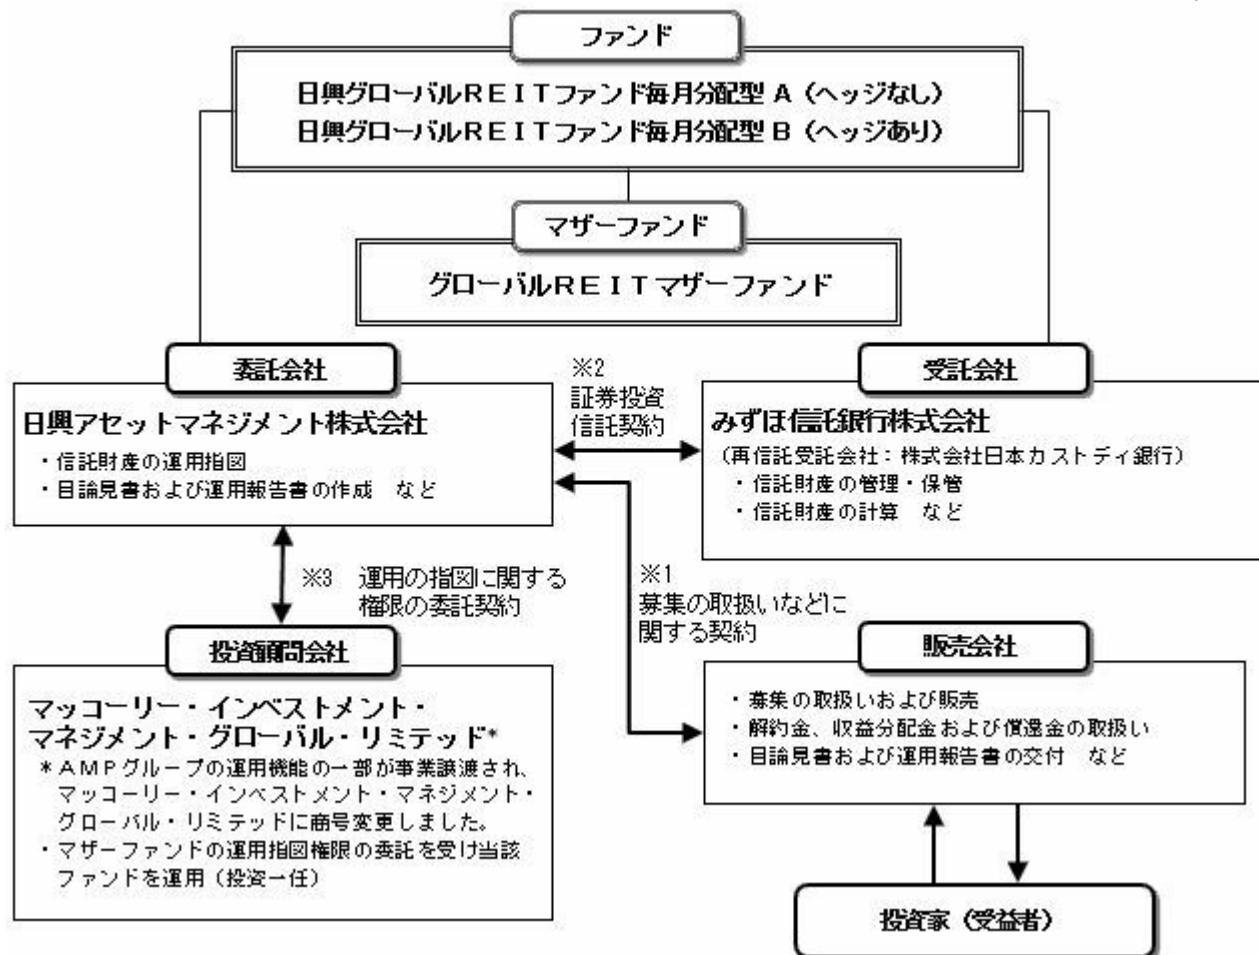 ファンド
日興グローバルREITファンド毎月分配型 A(ヘッジなし)
日興グローバルREITファンド毎月分配型 B(ヘッジあり)
マザーファンド
グローバルREITマザーファンド
委託会社
日興アセットマネジメント株式会社
・信託財産の運用指図
・目論見書および運用報告書の作成 など
※2
証券投資
信託契約
受託会社
みずほ信託銀行株式会社
(再信託受託会社:株式会社日本カストディ銀行)
・信託財産の管理・保管
・信託財産の計算 など
※3 運用の指図に関する
権限の委託契約
※1
募集の取扱いなどに
関する契約
投資顧問会社
マッコーリー・インベストメント・
マネジメント・グローバル・リミテッド*
*AMPグループの運用機能の一部が事業譲渡され、
マッコーリー・インベストメント・マネジメント・
グローバル・リミテッドに商号変更しました。
・マザーファンドの運用指図権限の委託を受け当該
ファンドを運用(投資一任)
販売会社
・募集の取扱いおよび販売
・解約金、収益分配金および償還金の取扱い
・目論見書および運用報告書の交付 など
投資家(受益者)